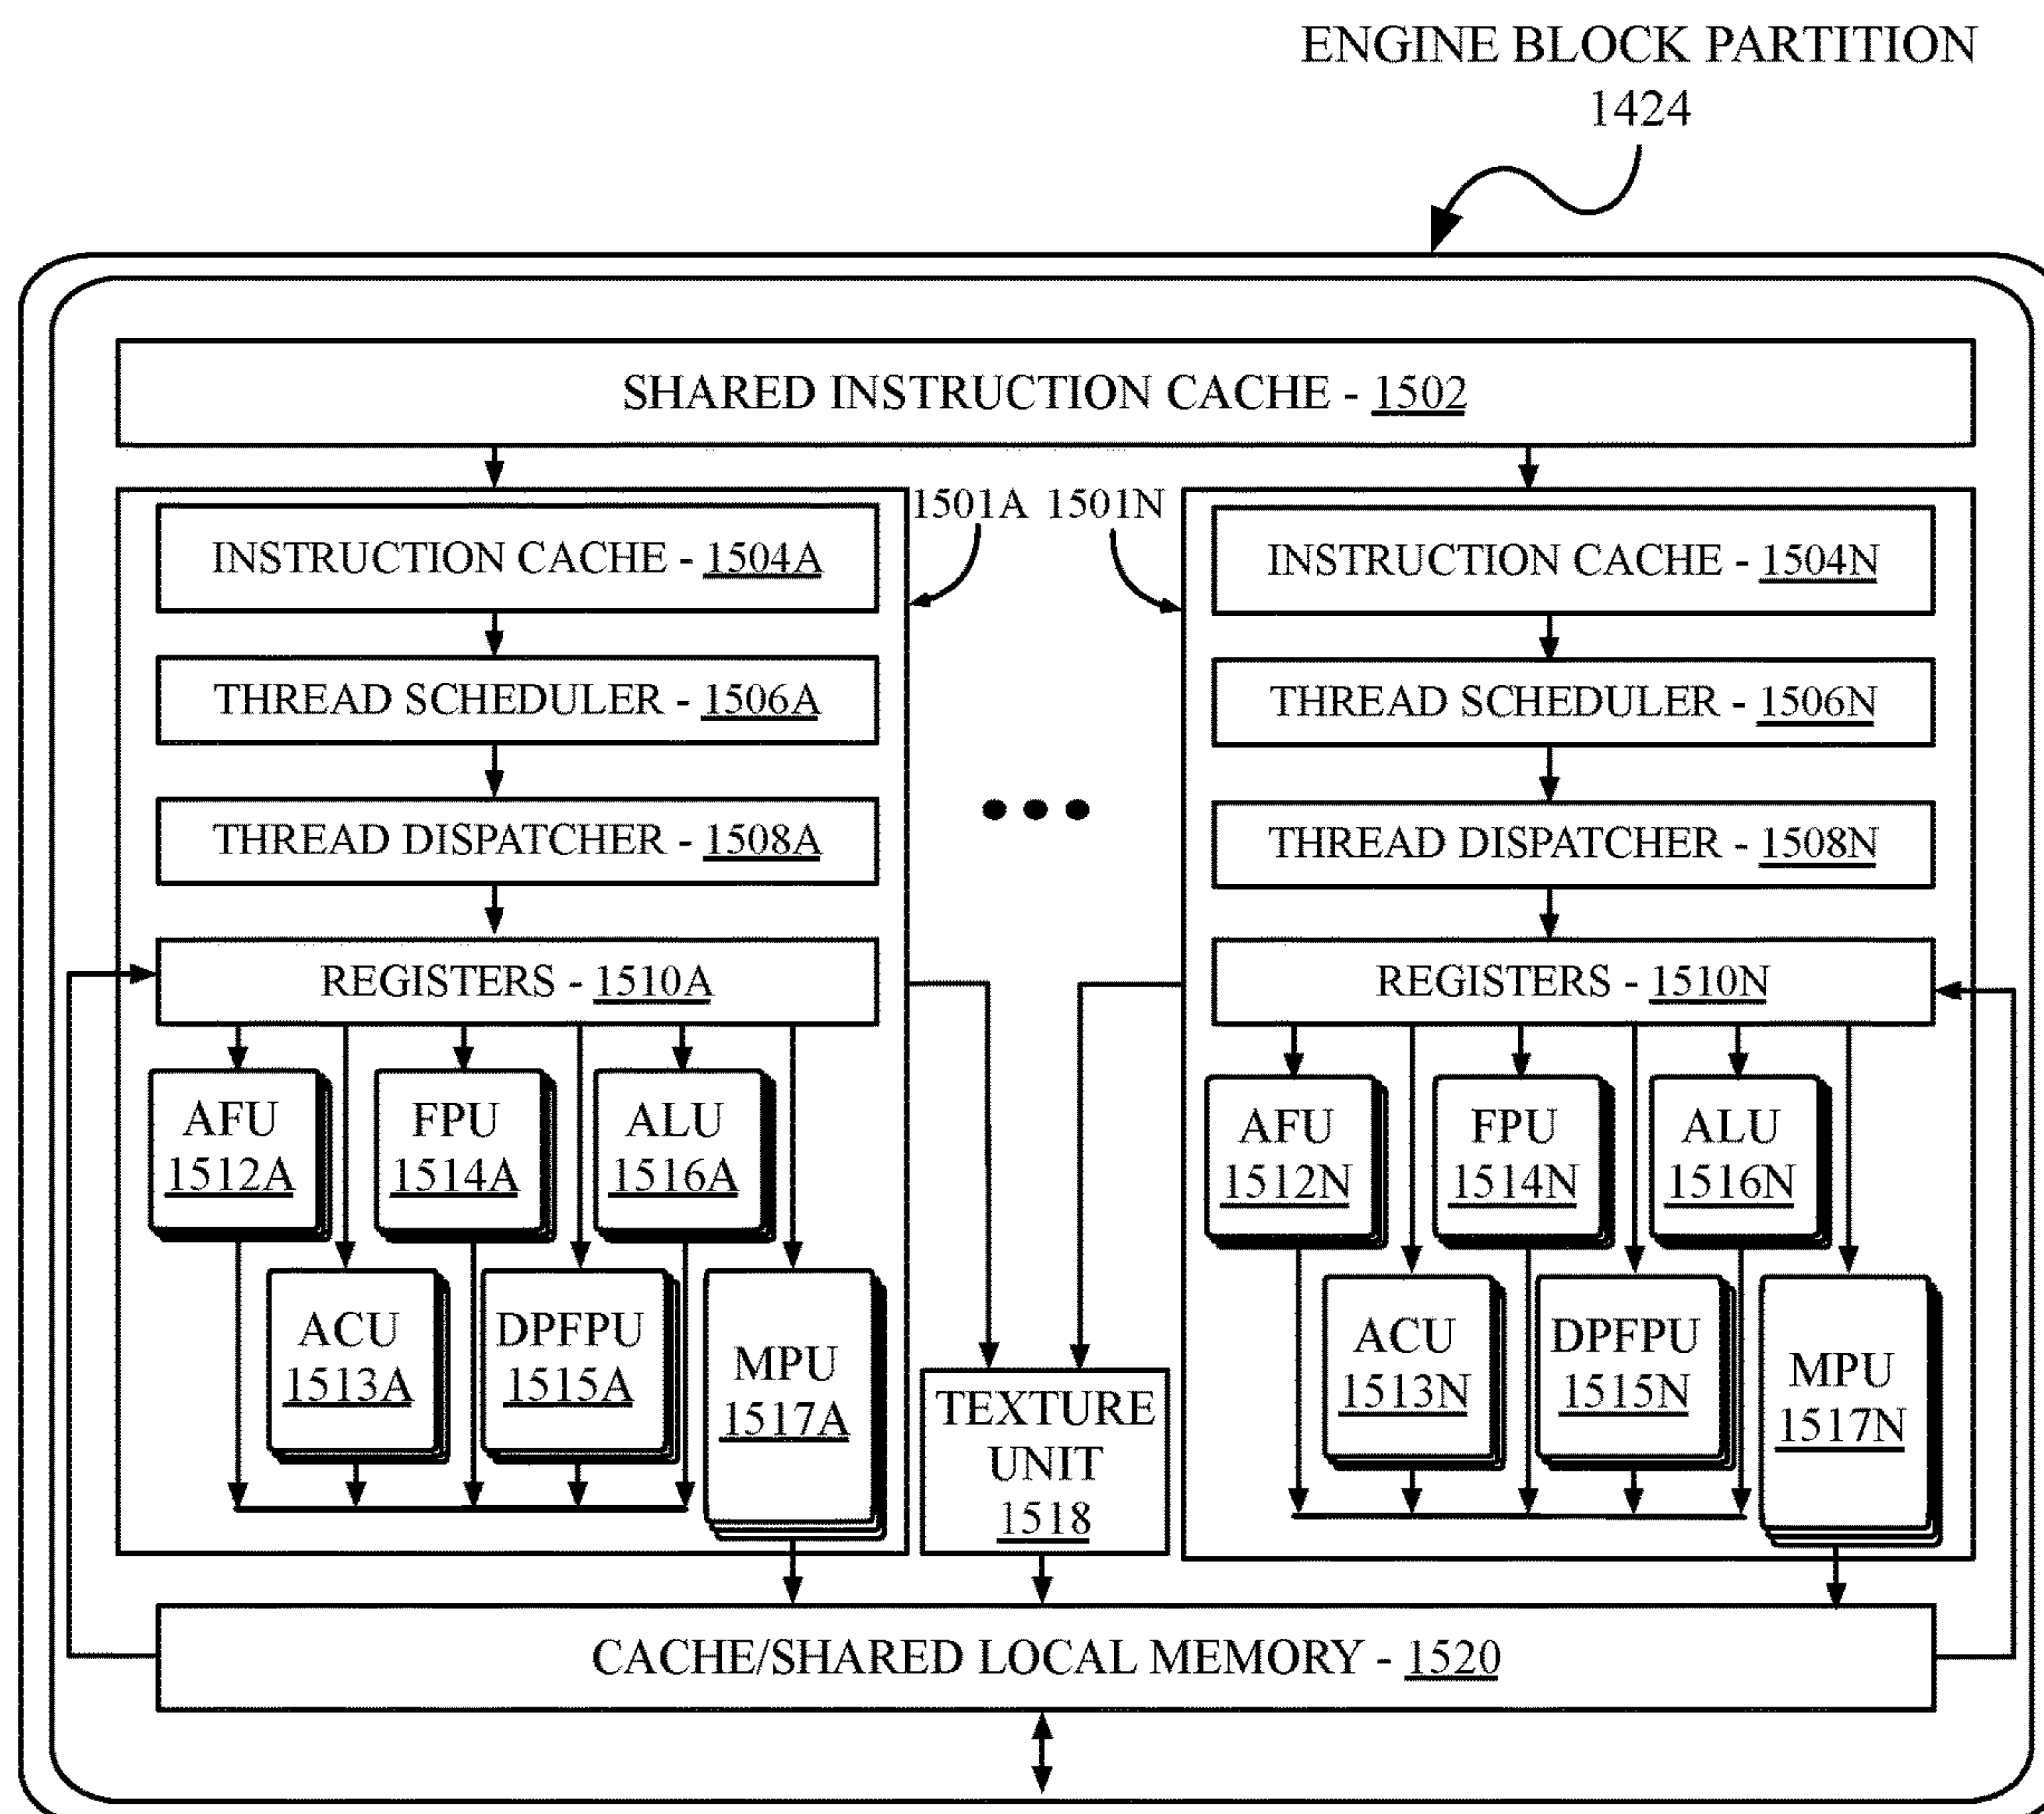 ENGINE BLOCK PARTITION
1424
SHARED INSTRUCTION CACHE - 1502
1501A 1501N
INSTRUCTION CACHE - 1504A
THREAD SCHEDULER - 1506A
THREAD DISPATCHER - 1508A
REGISTERS - 1510A
AFU
1512A
FPU
1514A
ALU
1516A
ACU
1513A
DPFPU
1515A
MPU
1517A
TEXTURE
UNIT
1518
INSTRUCTION CACHE - 1504N
THREAD SCHEDULER - 1506N
THREAD DISPATCHER - 1508N
REGISTERS - 1510N
AFU
1512N
FPU
1514N
ALU
1516N
ACU
1513N
DPFPU
1515N
MPU
1517N
CACHE/SHARED LOCAL MEMORY - 1520